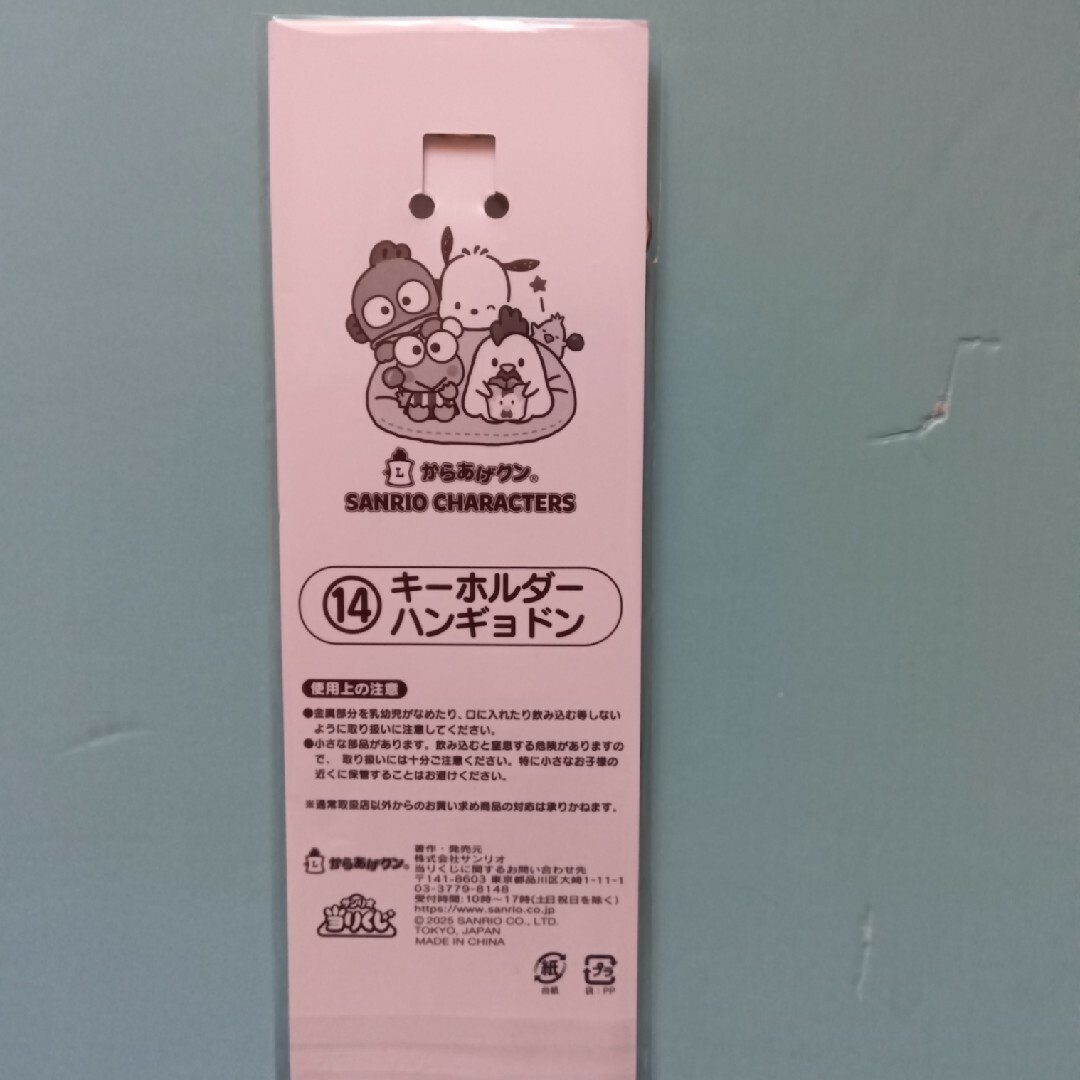 L からあげクン®
SANRIO CHARACTERS
14 キーホルダー
ハンギョドン
使用上の注意
●金属部分を乳幼児がなめたり、口に入れたり飲み込む等しない
ように取り扱いに注意してください。
●小さな部品があります。飲み込むと窒息する危険がありますの
で、 取り扱いには十分ご注意ください。特に小さなお子様の
近くに保管することはお避けください。
※通常取扱店以外からのお買い求め商品の対応は承りかねます。
L からあげクン®
サンリオ
当りくじ
著作・発売元
株式会社サンリオ
当りくじに関するお問い合わせ先
〒141-8603 東京都品川区大崎1-11-1
03-3779-8148
受付時間:10時~17時(土日祝日を除く)
https://www.sanrio.co.jp
©2025 SANRIO CO., LTD.
TOKYO, JAPAN
MADE IN CHINA
紙
台紙
プラ
袋:PP